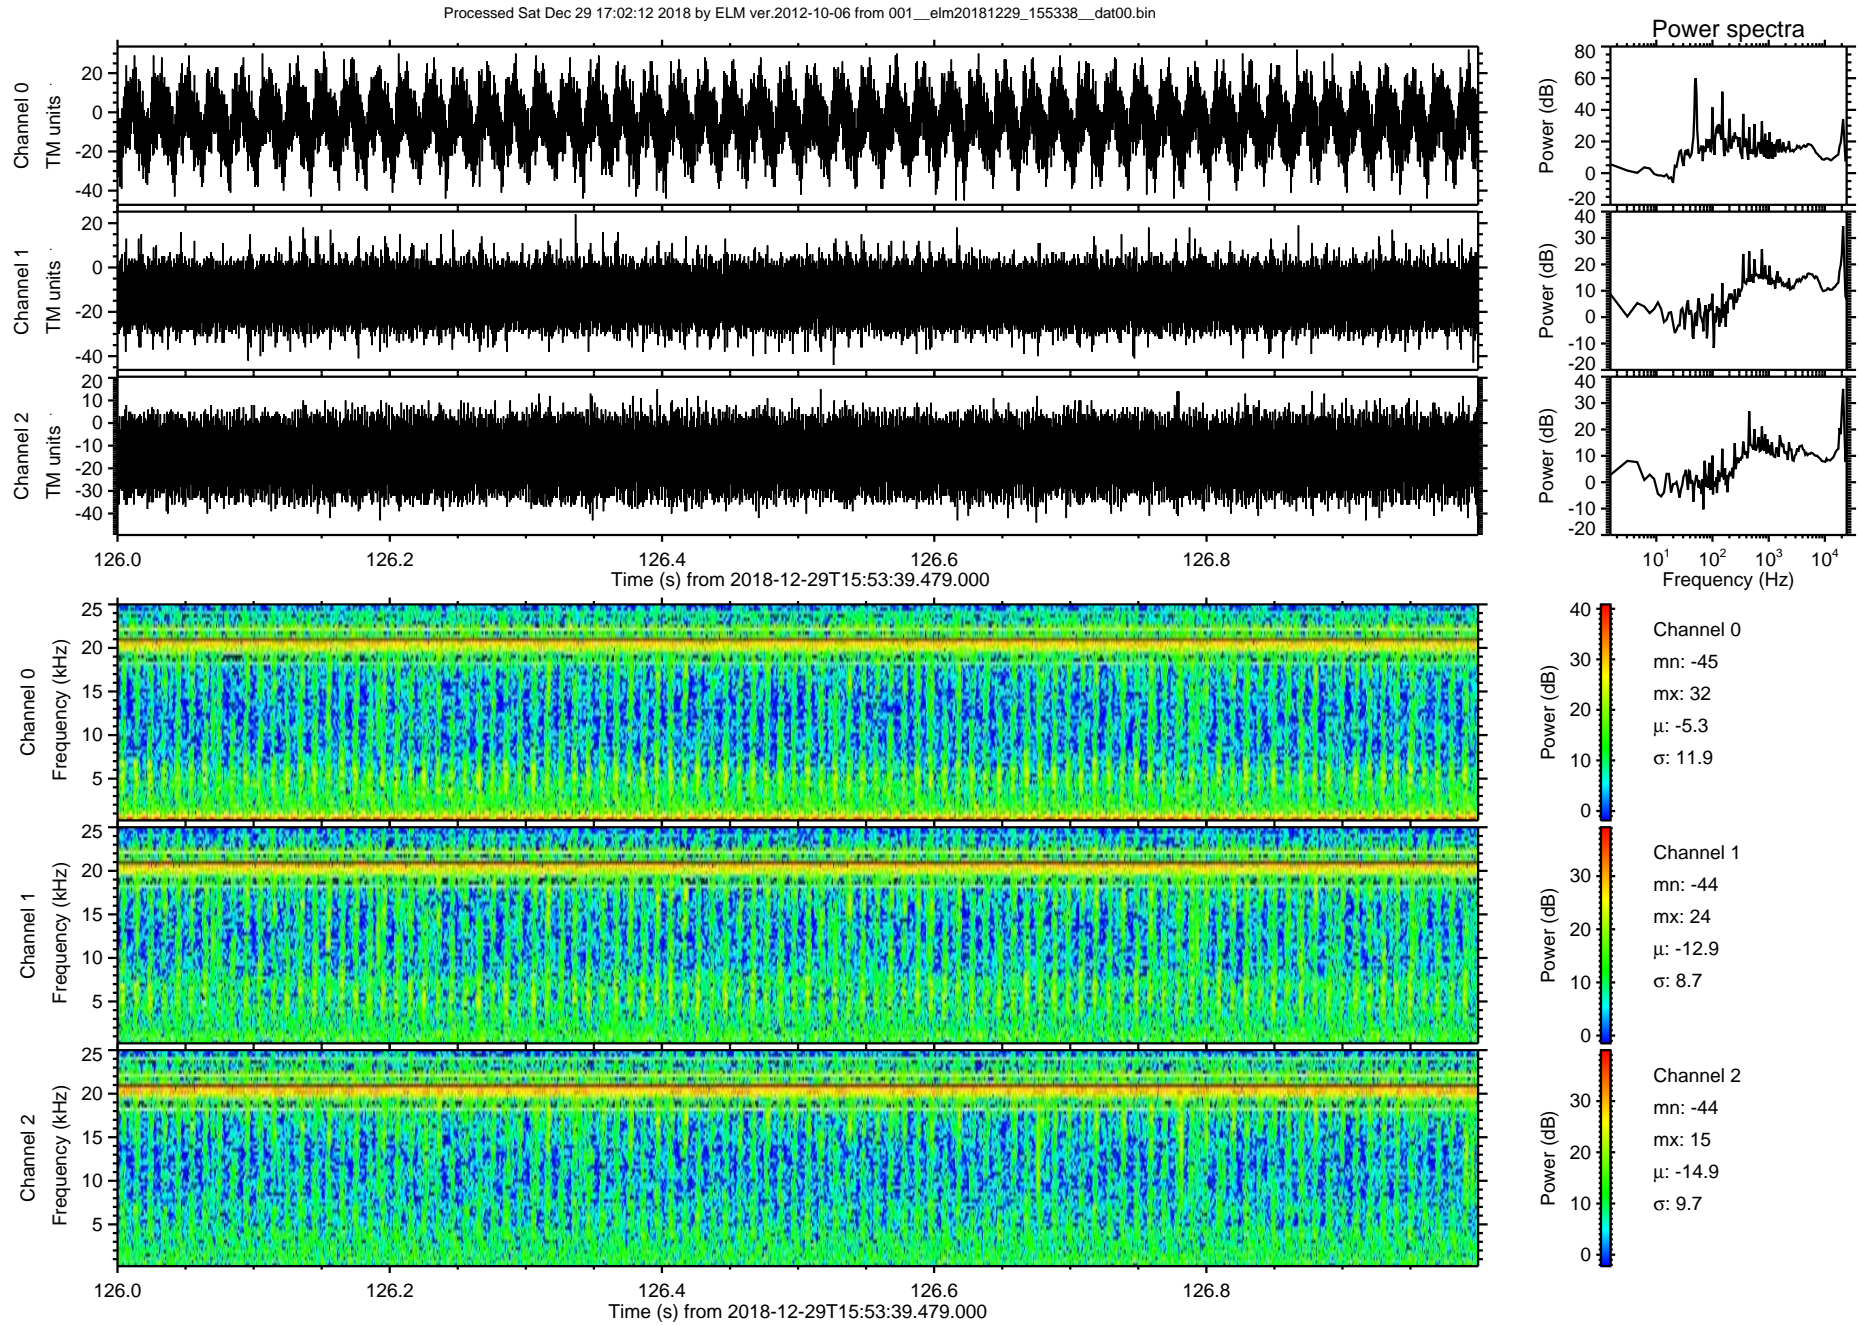 Processed Sat Dec 29 17:02:12 2018 by ELM ver.2012-10-06 from 001__elm20181229_155338__dat00.bin
Power spectra
Channel 0
TM units
20
0
-20
-40
Power (dB)
80
60
40
20
0
-20
Channel 1
TM units
20
0
-20
-40
Power (dB)
40
30
20
10
0
-10
-20
Channel 2
TM units
20
10
0
-10
-20
-30
-40
Power (dB)
40
30
20
10
0
-10
-20
126.0 126.2 126.4 126.6 126.8
Time (s) from 2018-12-29T15:53:39.479.000
10¹ 10² 10³ 10⁴
Frequency (Hz)
Channel 0
Frequency (kHz)
25
20
15
10
5
Power (dB)
40
30
20
10
0
Channel 0
mn: -45
mx: 32
μ: -5.3
σ: 11.9
Channel 1
Frequency (kHz)
25
20
15
10
5
Power (dB)
30
20
10
0
Channel 1
mn: -44
mx: 24
μ: -12.9
σ: 8.7
Channel 2
Frequency (kHz)
25
20
15
10
5
Power (dB)
30
20
10
0
Channel 2
mn: -44
mx: 15
μ: -14.9
σ: 9.7
126.0 126.2 126.4 126.6 126.8
Time (s) from 2018-12-29T15:53:39.479.000